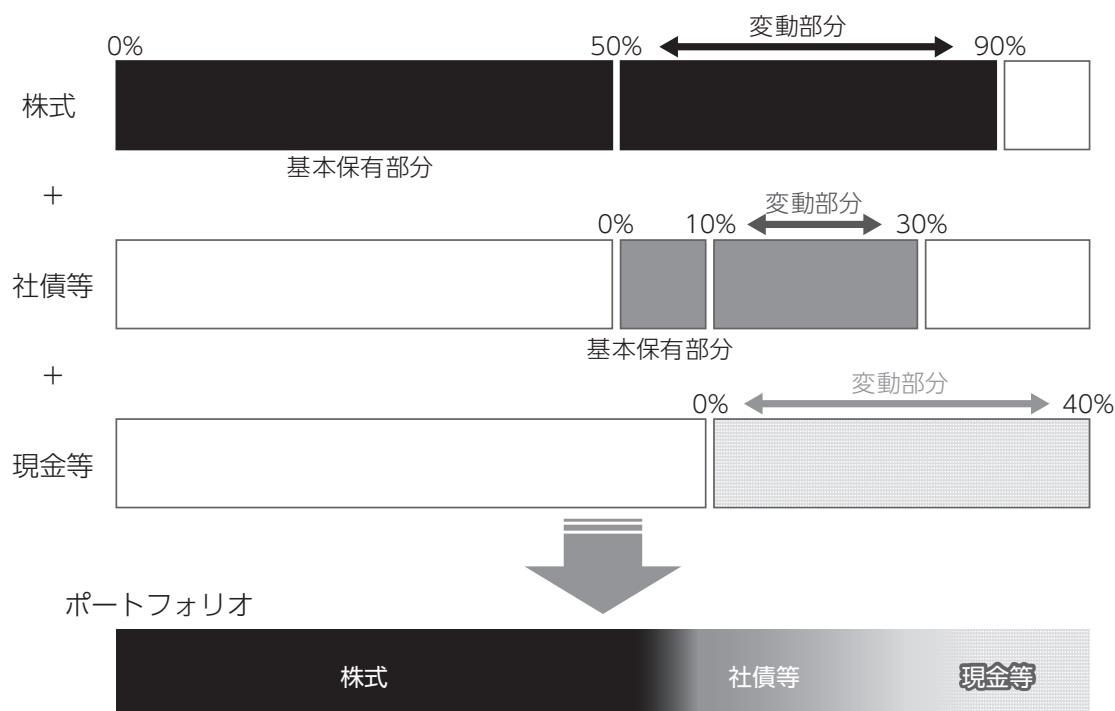 変動部分
0% 50% 90%
株式
基本保有部分
+
変動部分
0% 10% 30%
社債等
基本保有部分
+
変動部分
0% 40%
現金等
ポートフォリオ
株式 社債等 現金等